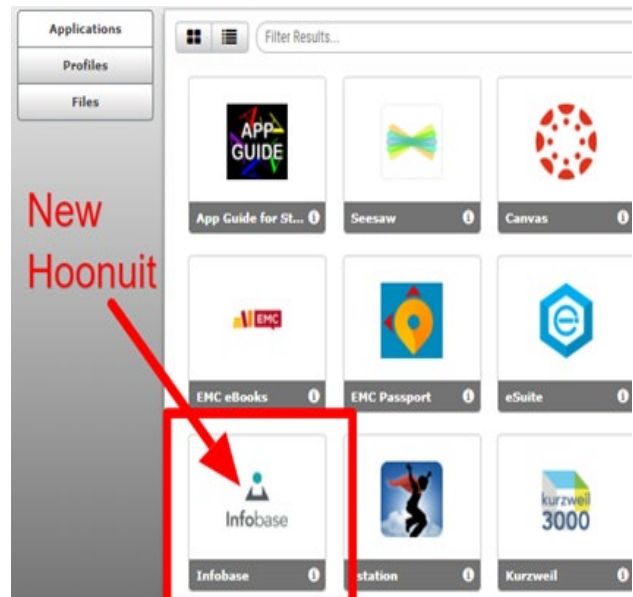 Applications
Profiles
Files
Filter Results...
APP
GUIDE
App Guide for St...
Seesaw
Canvas
New
Hoonuit
EMC
EMC eBooks
EMC Passport
e
eSuite
Infobase
Infobase
kurzweil
3000
station
Kurzweil